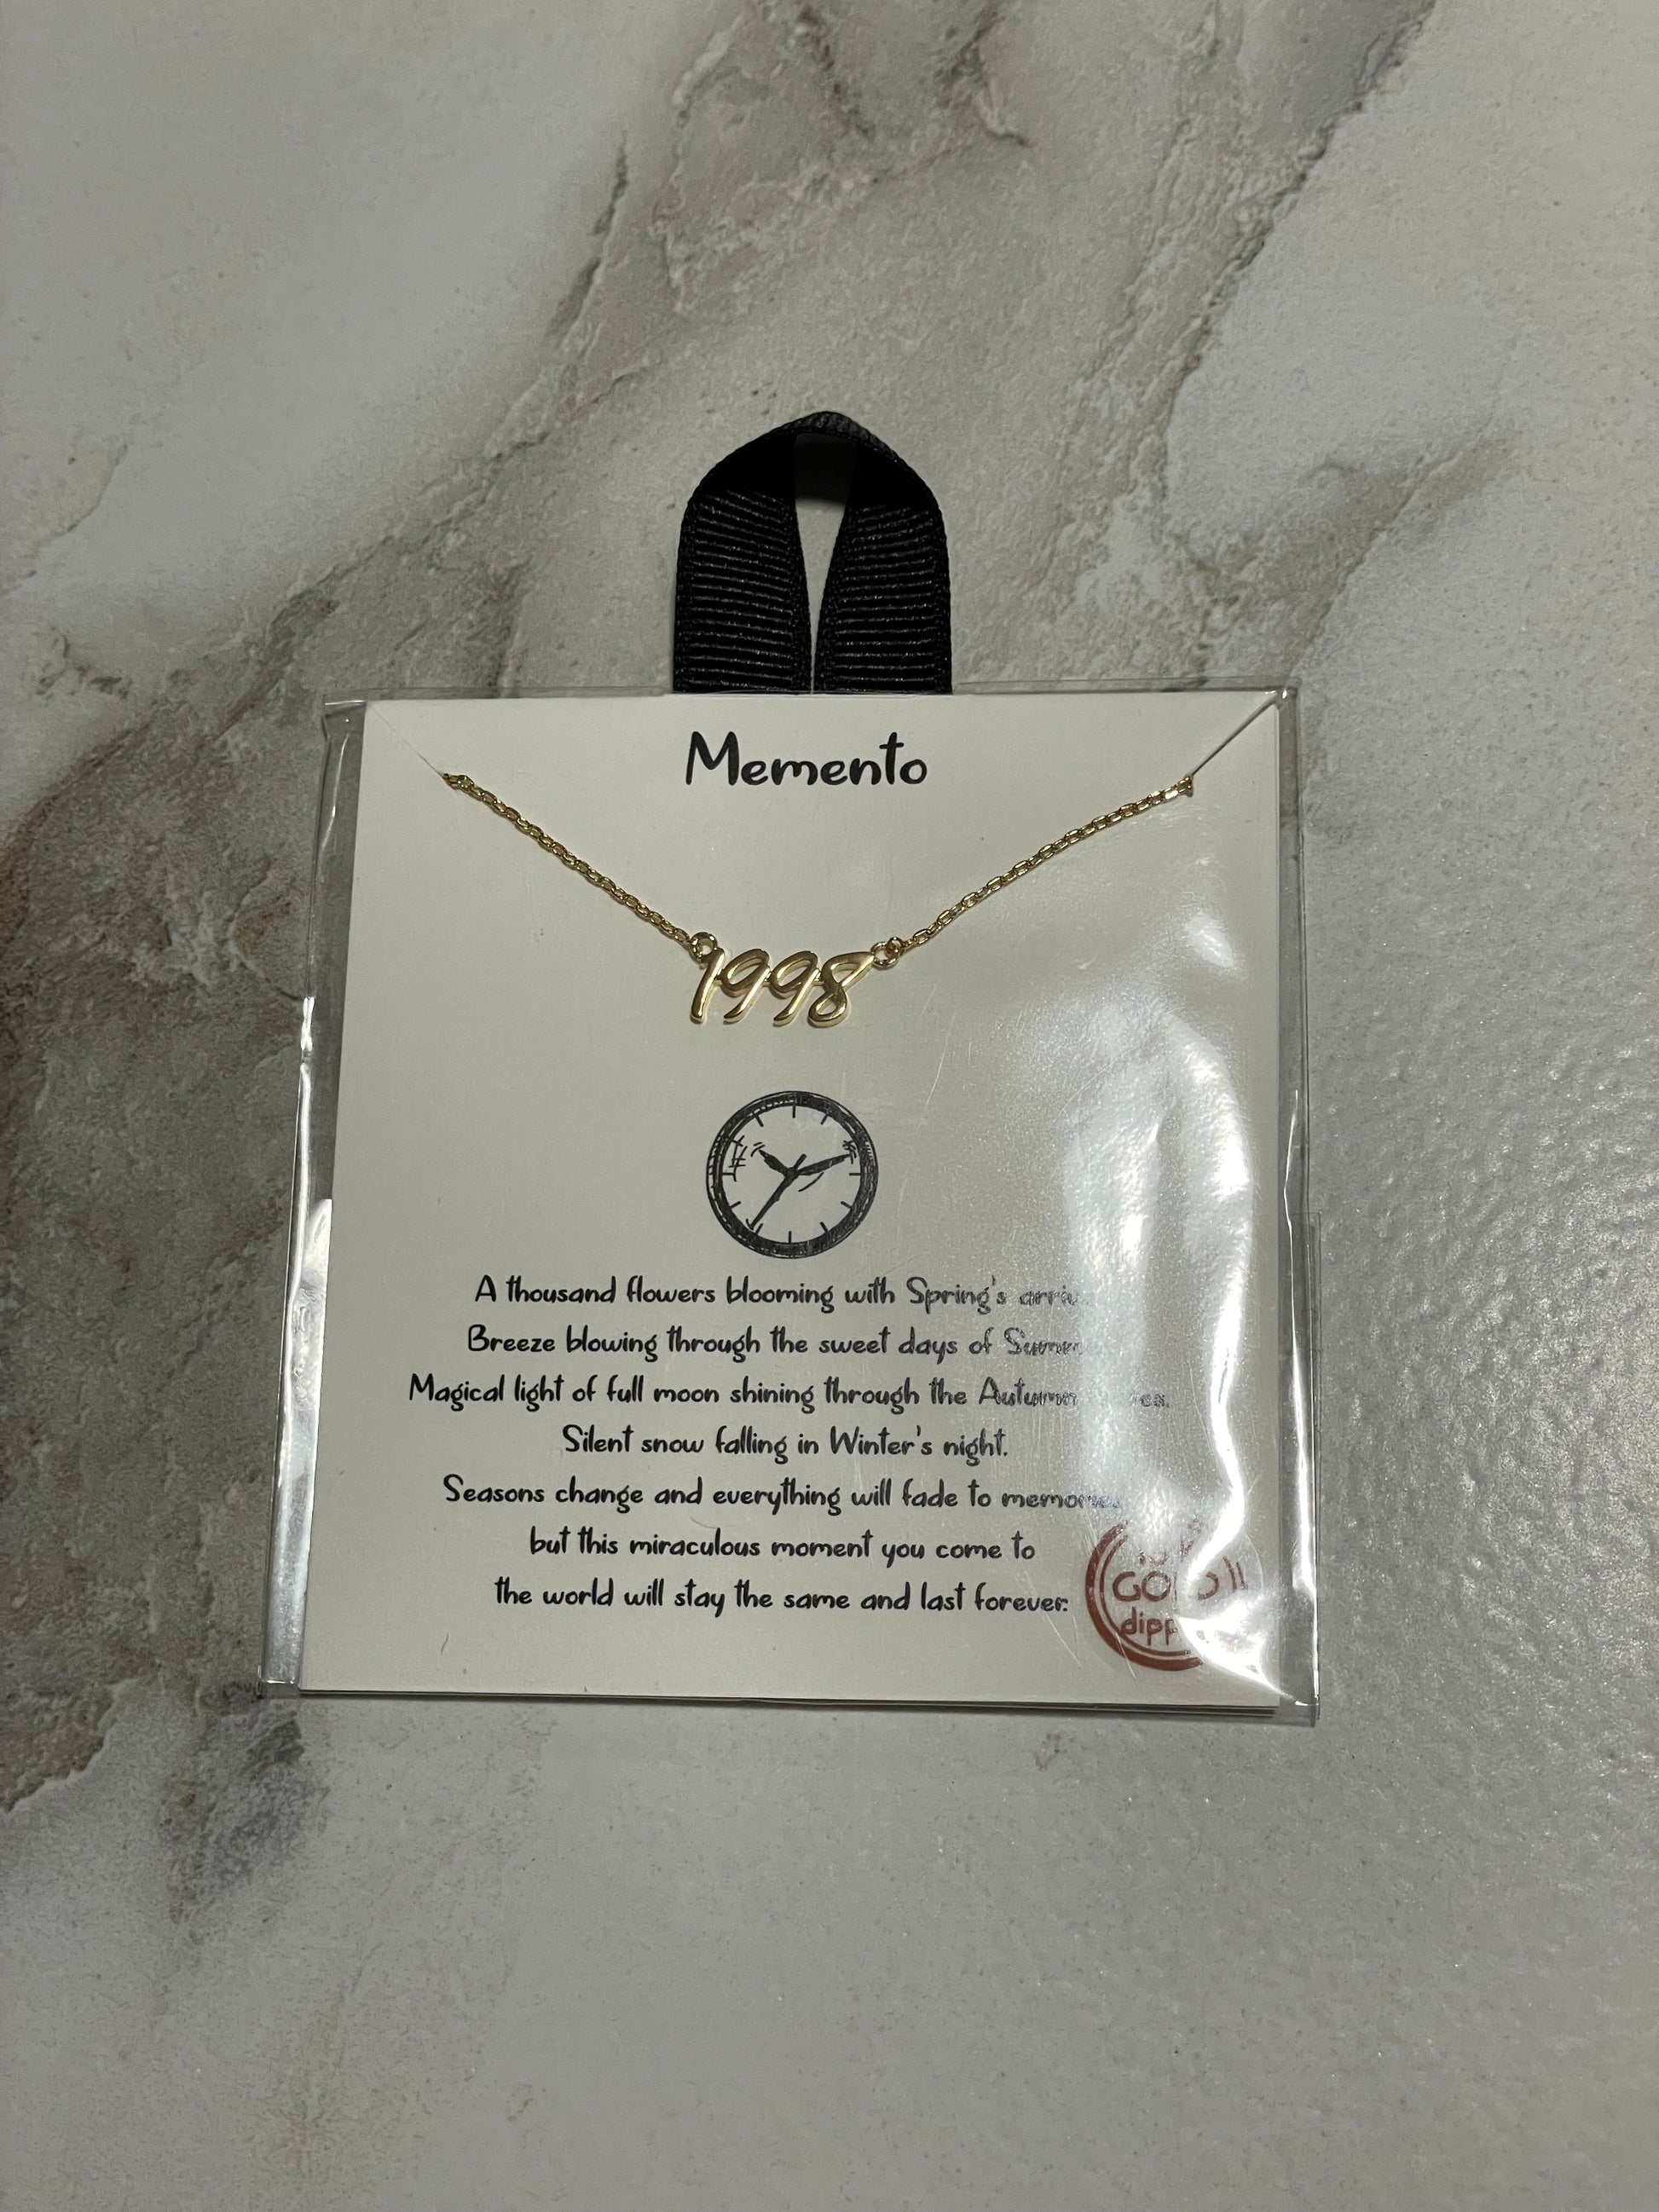 Memento
1998
A thousand flowers blooming with Spring's
Breeze blowing through the sweet days of
Magical light of full moon shining through the Autumn
Silent snow falling in Winter's night.
Seasons change and everything will fade to memories
but this miraculous moment you come to
the world will stay the same and last forever.
GOLD